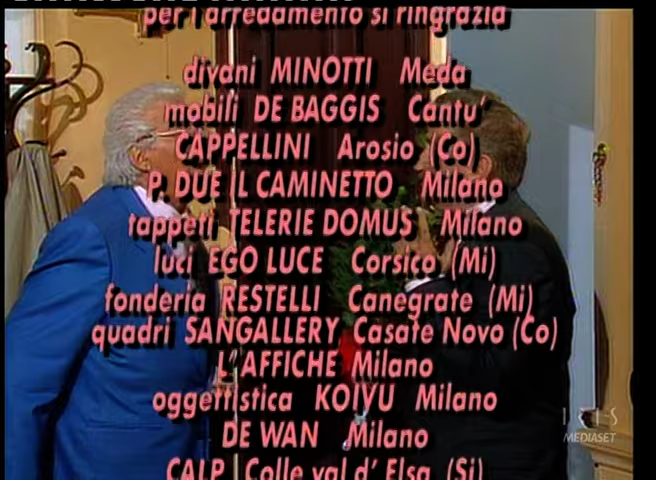 per l'arredamento si ringrazia
divani MINOTTI Meda
mobili DE BAGGIS Cantu'
CAPPELLINI Arosio (Co)
P. DUE IL CAMINETTO Milano
tappeti TELERIE DOMUS Milano
luci EGO LUCE Corsico (Mi)
fonderia RESTELLI Canegrate (Mi)
quadri SANGALLERY Casate Novo (Co)
L'AFFICHE Milano
oggettistica KOIVU Milano
DE WAN Milano
CALP Colle val d'Elsa (Si)
IRIS
MEDIASET